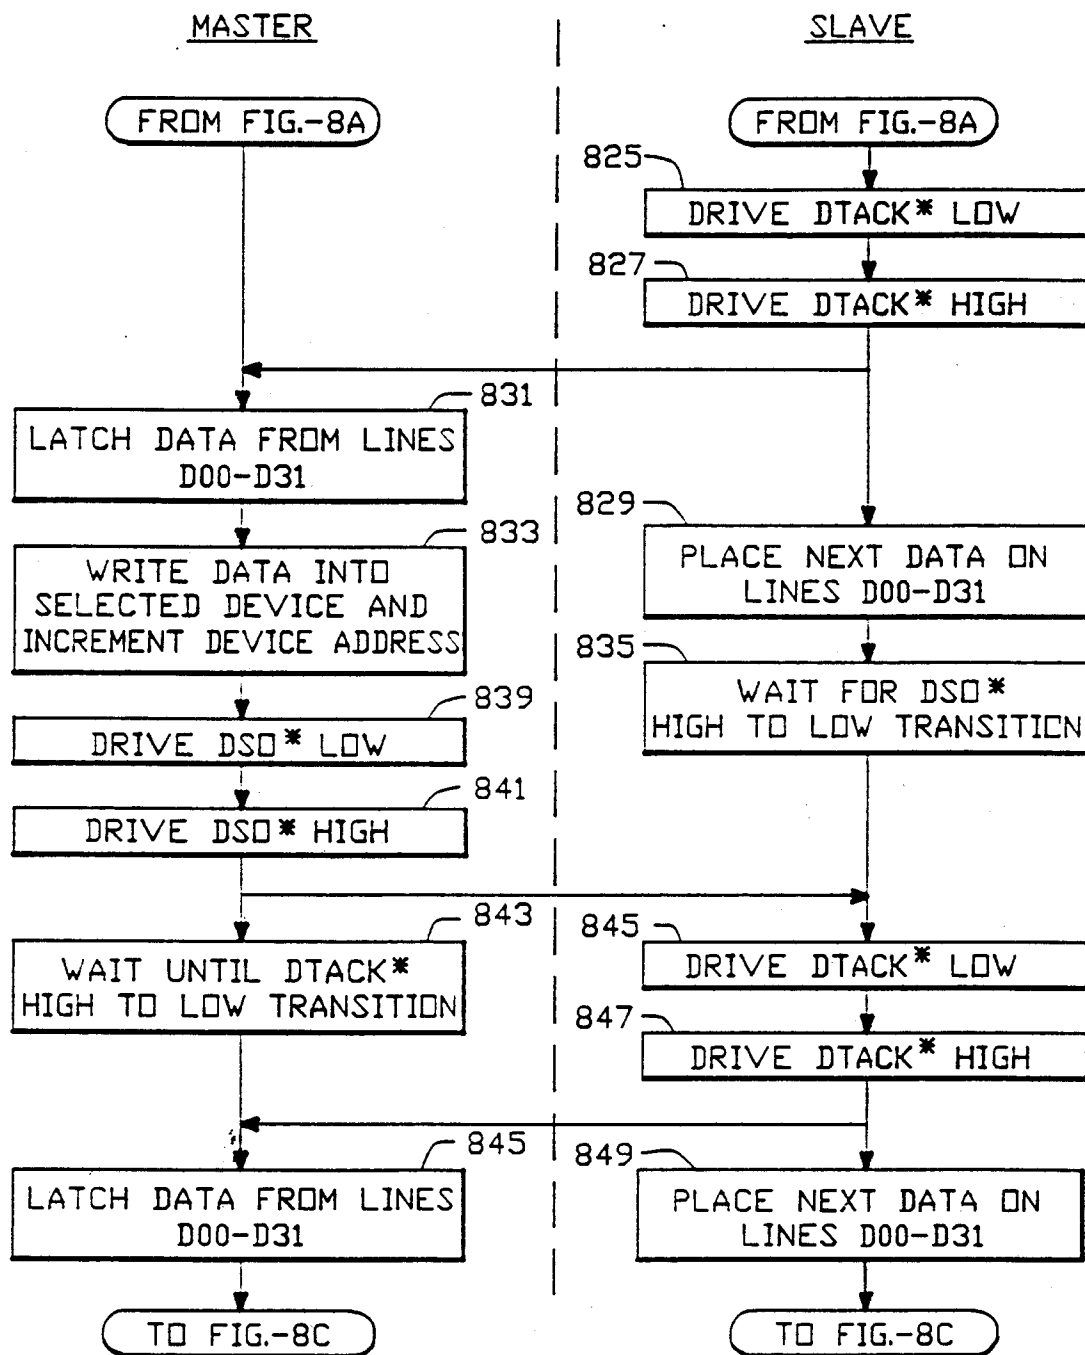 MASTER
SLAVE
FROM FIG.-8A
FROM FIG.-8A
825
DRIVE DTACK* LOW
827
DRIVE DTACK* HIGH
831
LATCH DATA FROM LINES
D00-D31
829
PLACE NEXT DATA ON
LINES D00-D31
833
WRITE DATA INTO
SELECTED DEVICE AND
INCREMENT DEVICE ADDRESS
835
WAIT FOR DSO*
HIGH TO LOW TRANSITION
839
DRIVE DSO* LOW
841
DRIVE DSO* HIGH
843
WAIT UNTIL DTACK*
HIGH TO LOW TRANSITION
845
DRIVE DTACK* LOW
847
DRIVE DTACK* HIGH
845
LATCH DATA FROM LINES
D00-D31
849
PLACE NEXT DATA ON
LINES D00-D31
TO FIG.-8C
TO FIG.-8C